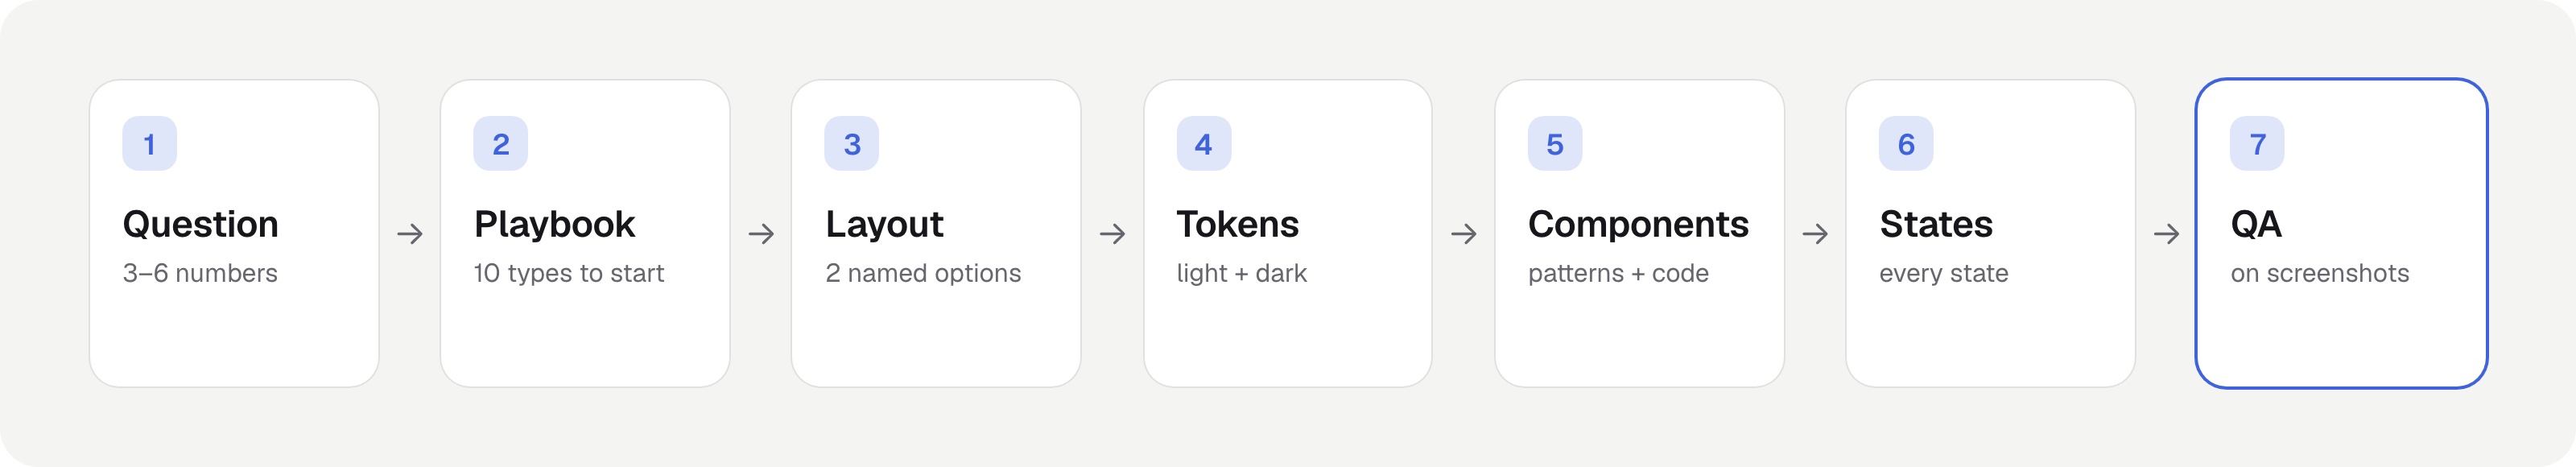 1
Question
3–6 numbers
2
Playbook
10 types to start
3
Layout
2 named options
4
Tokens
light + dark
5
Components
patterns + code
6
States
every state
7
QA
on screenshots